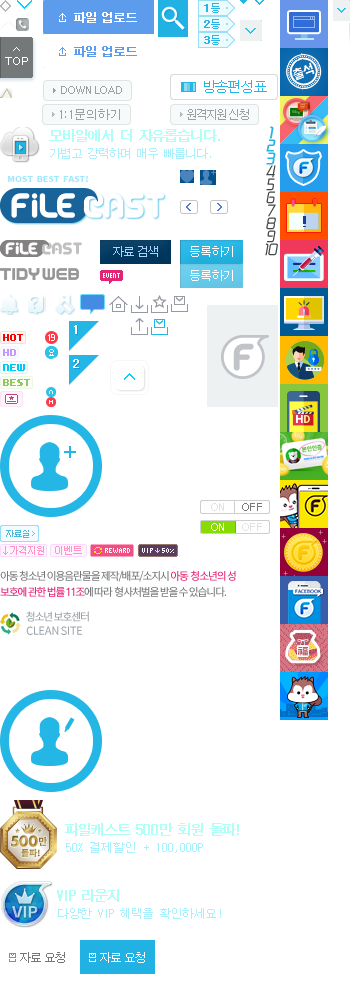 파일 업로드
1등
2등
3등
파일 업로드
TOP
DOWN LOAD
방송편성표
1:1문의하기
원격지원신청
모바일에서 더 자유롭습니다.
가볍고 강력하며 매우 빠릅니다.
1
2
3
4
5
6
7
8
9
10
출석
MOST BEST FAST!
FiLECAST
FiLECAST
자료 검색
등록하기
TIDYWEB
EVENT
등록하기
HOT
19
1
HD
NEW
2
BEST
HD
본인인증
ON OFF
ON OFF
자료실
↓가격지원
이벤트
REWARD
VIP↓50%
아동 청소년 이용음란물을 제작/배포/소지시 아동 청소년의 성
보호에 관한 법률 11조에 따라 형사처벌을 받을 수 있습니다.
FACEBOOK
청소년 보호센터
CLEAN SITE
福
500만
돌파!
파일캐스트 500만 회원 돌파!
50% 결제할인 + 100,000P
VIP
VIP 라운지
다양한 VIP 혜택을 확인하세요!
자료 요청
자료 요청